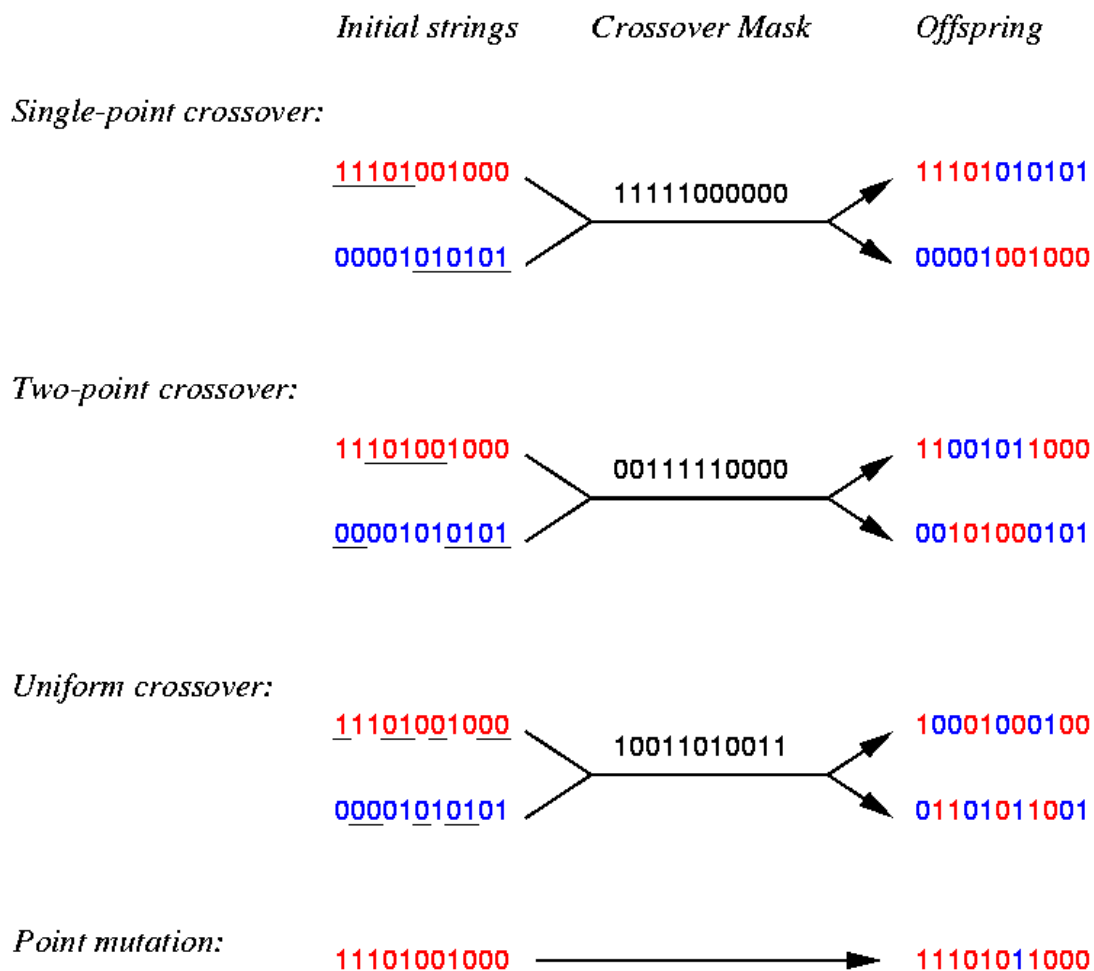 Initial strings Crossover Mask Offspring
Single-point crossover:
11101001000 11111000000 11101010101
00001010101 00001001000
Two-point crossover:
11101001000 00111110000 11001011000
00001010101 00101000101
Uniform crossover:
11101001000 10011010011 10001000100
00001010101 01101011001
Point mutation:
11101001000 11101011000